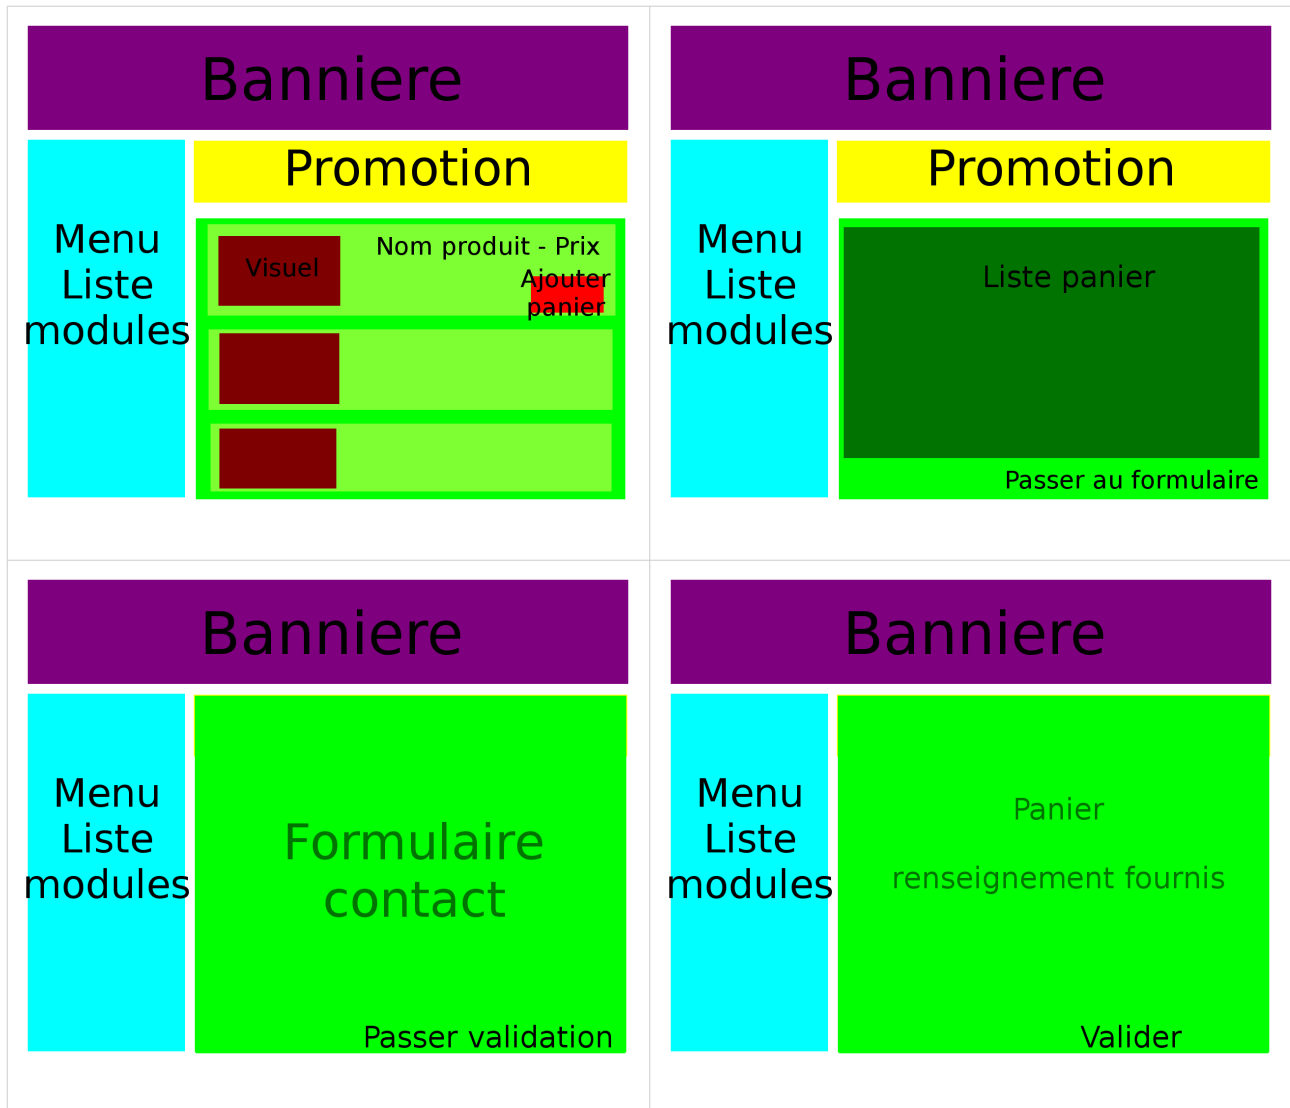 Banniere
Promotion
Menu
Liste
modules
Nom produit - Prix
Visuel
Ajouter
panier
Banniere
Promotion
Menu
Liste
modules
Liste panier
Passer au formulaire
Banniere
Menu
Liste
modules
Formulaire
contact
Passer validation
Banniere
Menu
Liste
modules
Panier
renseignement fournis
Valider